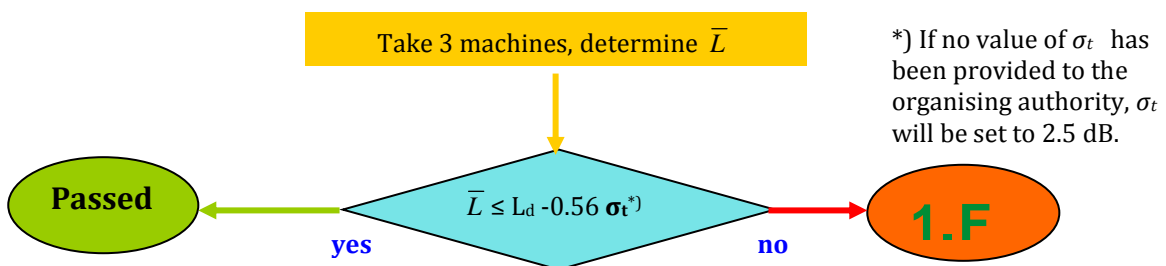 Take 3 machines, determine L̅
*) If no value of σt has
been provided to the
organising authority, σt
will be set to 2.5 dB.
Passed
L̅ ≤ Ld -0.56 σt*)
1.F
yes
no